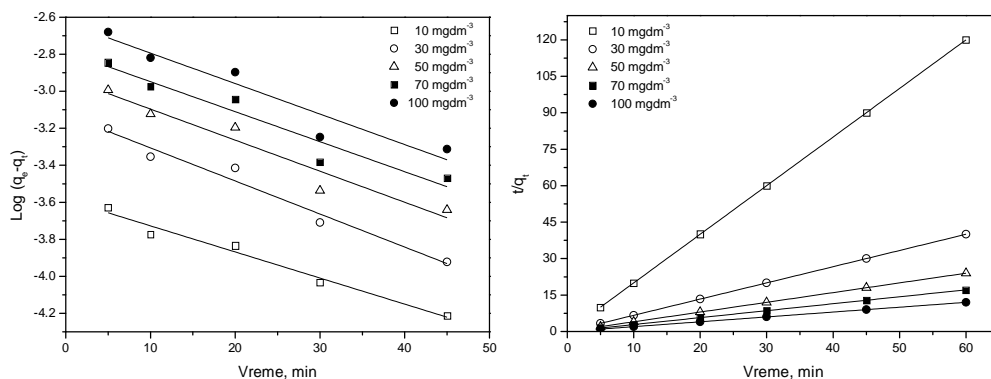 -2.6
-2.8
-3.0
-3.2
-3.4
-3.6
-3.8
-4.0
-4.2
Log (qₑ-qₜ)
0 10 20 30 40 50
Vreme, min
10 mgdm⁻³
30 mgdm⁻³
50 mgdm⁻³
70 mgdm⁻³
100 mgdm⁻³
120
105
90
75
60
45
30
15
0
t/qₜ
0 10 20 30 40 50 60
Vreme, min
10 mgdm⁻³
30 mgdm⁻³
50 mgdm⁻³
70 mgdm⁻³
100 mgdm⁻³